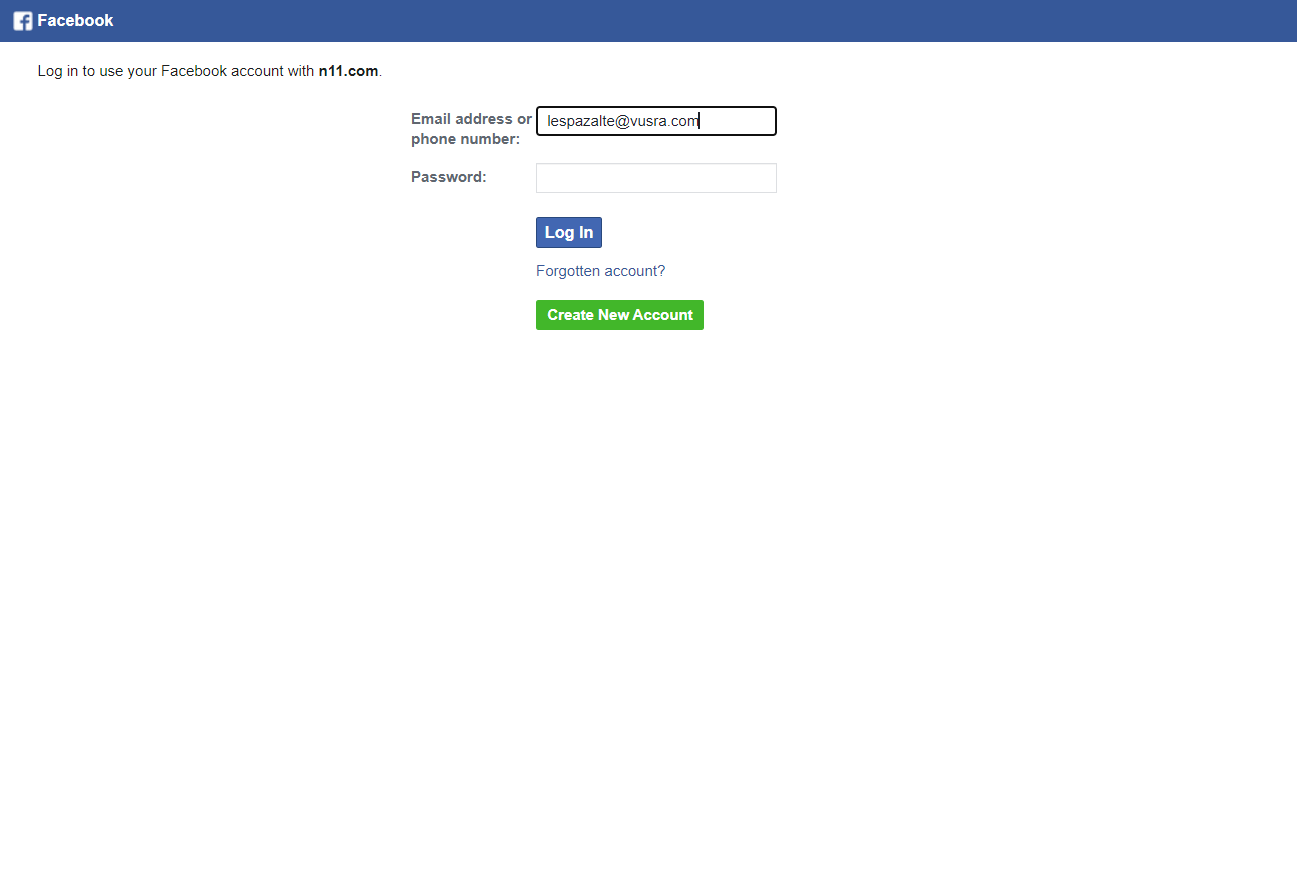 Facebook
Log in to use your Facebook account with n11.com.
Email address or phone number:
lespazalte@vusra.com
Password:
Log In
Forgotten account?
Create New Account